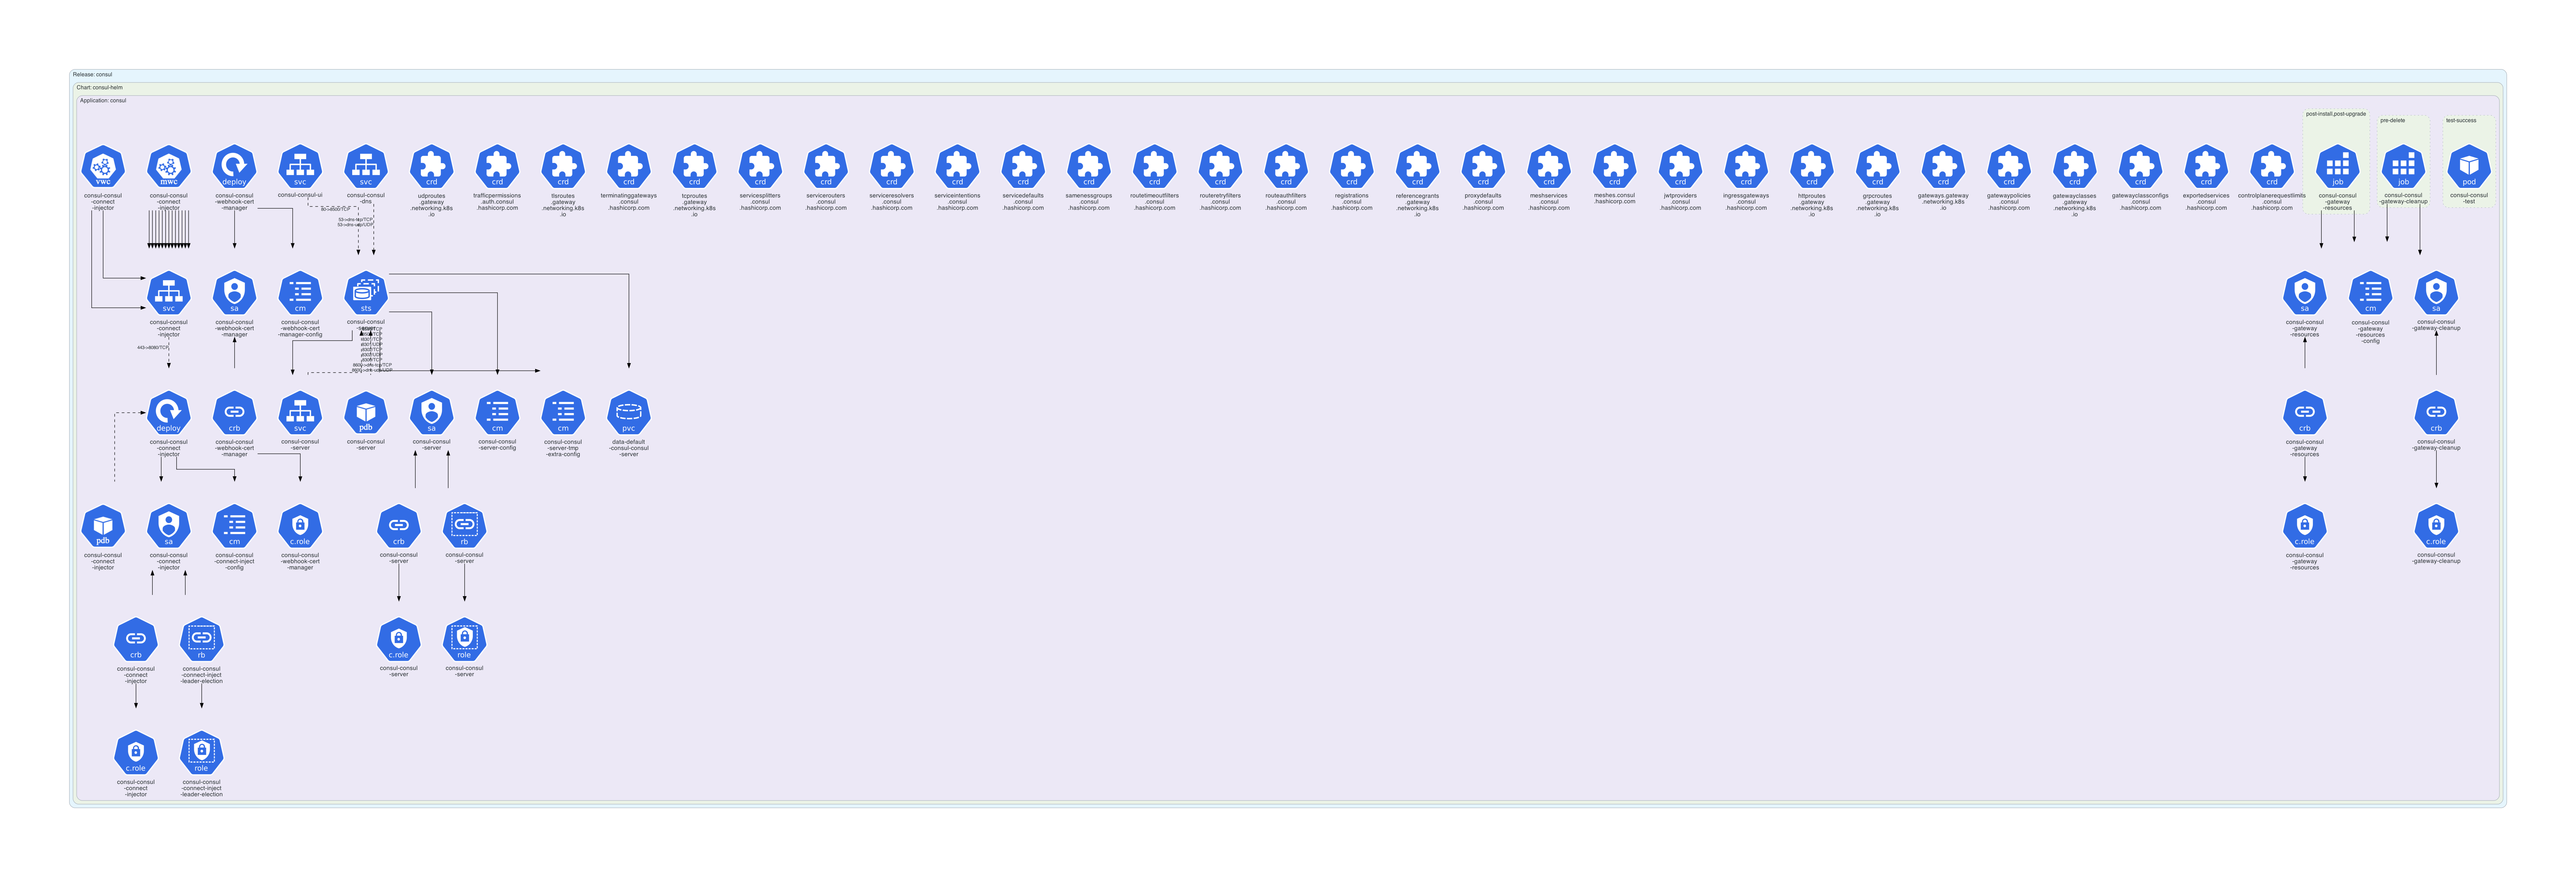 Release: consul
Chart: consul-helm
Application: consul
post-install,post-upgrade
pre-delete
test-success
vwc
consul-consul
-connect
-injector
mwc
consul-consul
-connect
-injector
deploy
consul-consul
-webhook-cert
-manager
svc
consul-consul-ui
svc
consul-consul
-dns
crd
udproutes
.gateway
.networking.k8s
.io
crd
trafficpermissions
.auth.consul
.hashicorp.com
crd
tlsroutes
.gateway
.networking.k8s
.io
crd
terminatinggateways
.consul
.hashicorp.com
crd
tcproutes
.gateway
.networking.k8s
.io
crd
servicesplitters
.consul
.hashicorp.com
crd
servicerouters
.consul
.hashicorp.com
crd
serviceresolvers
.consul
.hashicorp.com
crd
serviceintentions
.consul
.hashicorp.com
crd
servicedefaults
.consul
.hashicorp.com
crd
samenessgroups
.consul
.hashicorp.com
crd
routetimeoutfilters
.consul
.hashicorp.com
crd
routeretryfilters
.consul
.hashicorp.com
crd
routeauthfilters
.consul
.hashicorp.com
crd
registrations
.consul
.hashicorp.com
crd
referencegrants
.gateway
.networking.k8s
.io
crd
proxydefaults
.consul
.hashicorp.com
crd
meshservices
.consul
.hashicorp.com
crd
meshes.consul
.hashicorp.com
crd
jwtproviders
.consul
.hashicorp.com
crd
ingressgateways
.consul
.hashicorp.com
crd
httproutes
.gateway
.networking.k8s
.io
crd
grpcroutes
.gateway
.networking.k8s
.io
crd
gateways.gateway
.networking.k8s
.io
crd
gatewaypolicies
.consul
.hashicorp.com
crd
gatewayclasses
.gateway
.networking.k8s
.io
crd
gatewayclassconfigs
.consul
.hashicorp.com
crd
exportedservices
.consul
.hashicorp.com
crd
controlplanerequestlimits
.consul
.hashicorp.com
job
consul-consul
-gateway
-resources
job
consul-consul
-gateway-cleanup
pod
consul-consul
-test
53->dns-tcp/TCP
53->dns-udp/UDP
svc
consul-consul
-connect
-injector
sa
consul-consul
-webhook-cert
-manager
cm
consul-consul
-webhook-cert
-manager-config
sts
consul-consul
sa
consul-consul
-gateway
-resources
cm
consul-consul
-gateway
-resources
-config
sa
consul-consul
-gateway-cleanup
443->8080/TCP
deploy
consul-consul
-connect
-injector
crb
consul-consul
-webhook-cert
-manager
svc
consul-consul
-server
pdb
consul-consul
-server
sa
consul-consul
-server
cm
consul-consul
-server-config
cm
consul-consul
-server-tmp
-extra-config
pvc
data-default
-consul-consul
-server
crb
consul-consul
-gateway
-resources
crb
consul-consul
-gateway-cleanup
pdb
consul-consul
-connect
-injector
sa
consul-consul
-connect
-injector
cm
consul-consul
-connect-inject
-config
c.role
consul-consul
-webhook-cert
-manager
crb
consul-consul
-server
rb
consul-consul
-server
c.role
consul-consul
-gateway
-resources
c.role
consul-consul
-gateway-cleanup
crb
consul-consul
-connect
-injector
rb
consul-consul
-connect-inject
-leader-election
c.role
consul-consul
-server
role
consul-consul
-server
c.role
consul-consul
-connect
-injector
role
consul-consul
-connect-inject
-leader-election